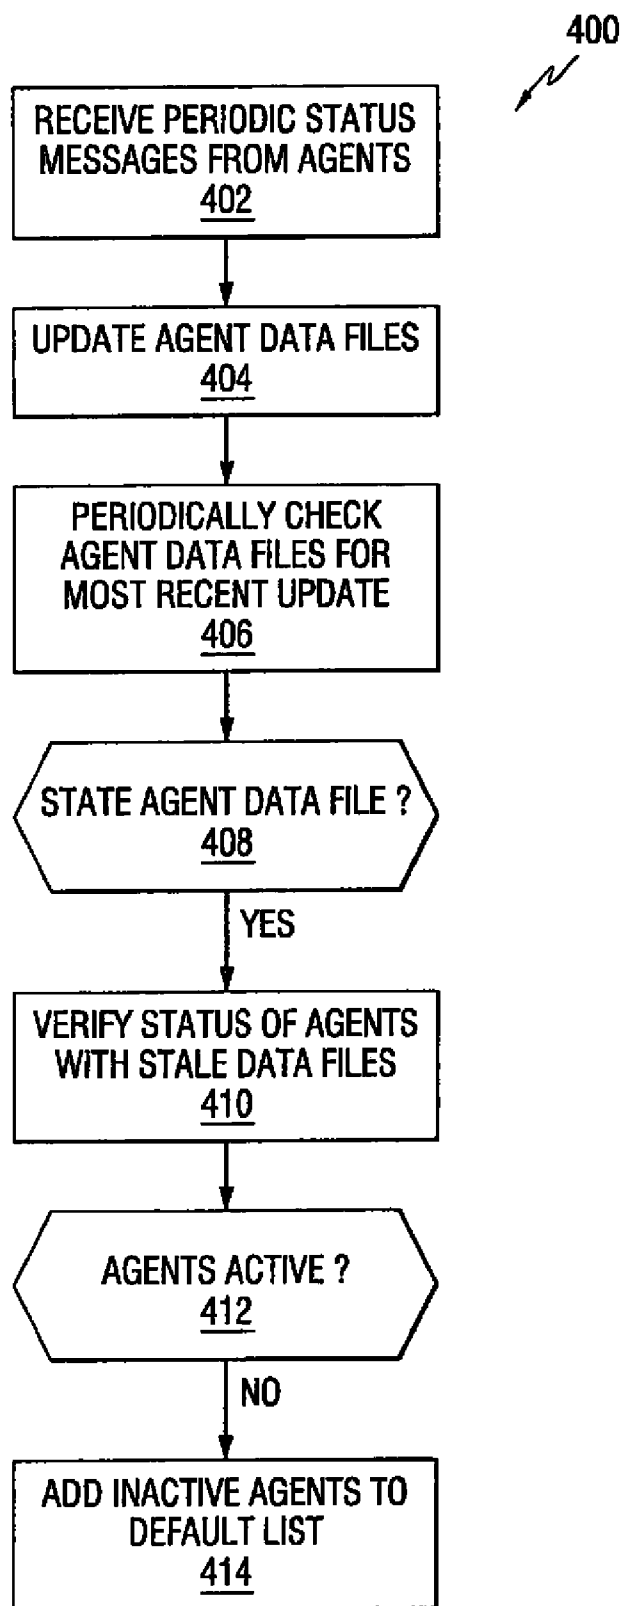 400
RECEIVE PERIODIC STATUS
MESSAGES FROM AGENTS
402
UPDATE AGENT DATA FILES
404
PERIODICALLY CHECK
AGENT DATA FILES FOR
MOST RECENT UPDATE
406
STATE AGENT DATA FILE ?
408
YES
VERIFY STATUS OF AGENTS
WITH STALE DATA FILES
410
AGENTS ACTIVE ?
412
NO
ADD INACTIVE AGENTS TO
DEFAULT LIST
414